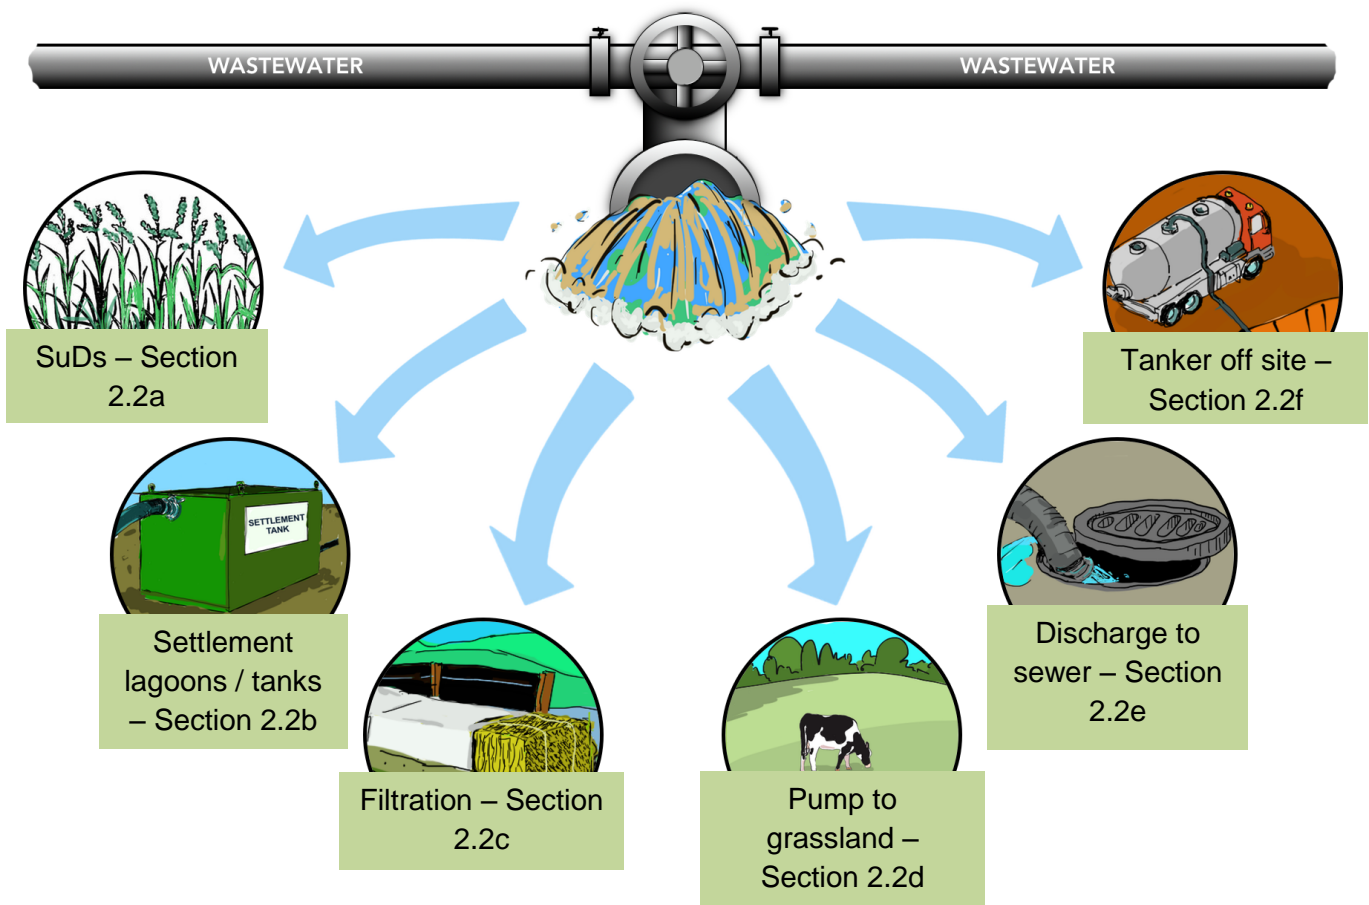 WASTEWATER
WASTEWATER
SuDs – Section
2.2a
Tanker off site –
Section 2.2f
SETTLEMENT
TANK
Settlement
lagoons / tanks
– Section 2.2b
Discharge to
sewer – Section
2.2e
Filtration – Section
2.2c
Pump to
grassland –
Section 2.2d